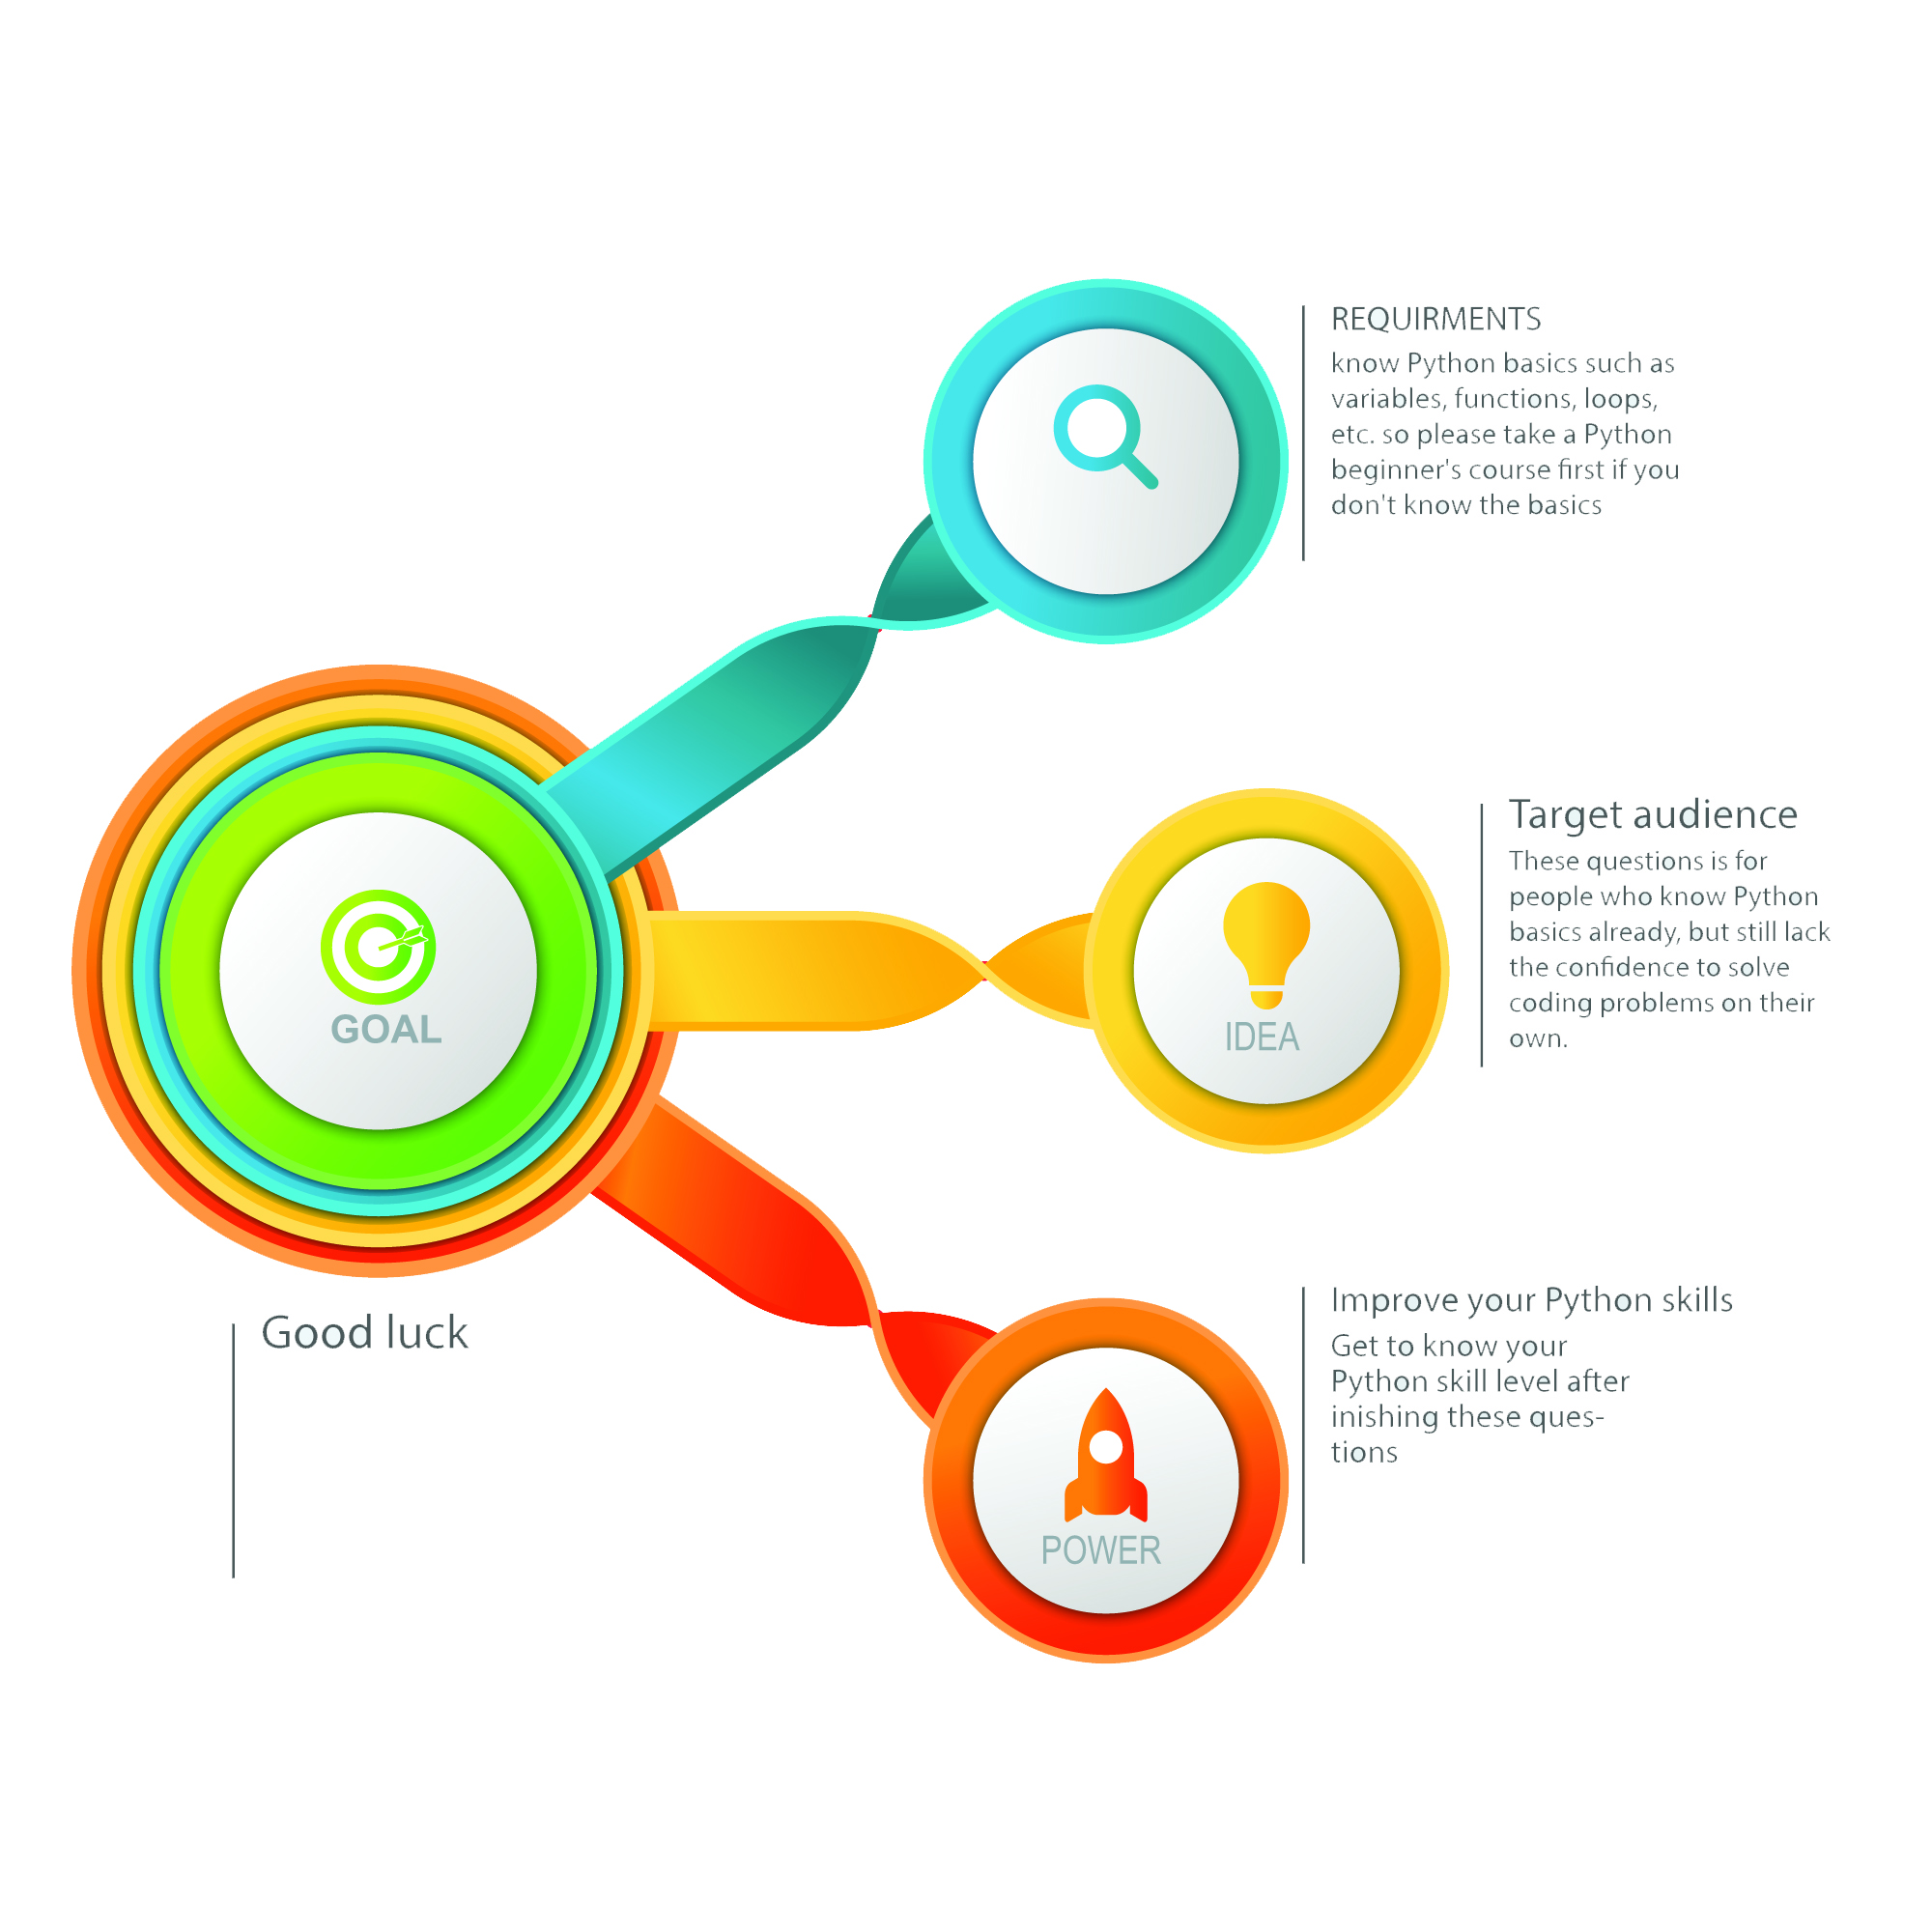 REQUIRMENTS
know Python basics such as
variables, functions, loops,
etc. so please take a Python
beginner's course first if you
don't know the basics
Target audience
These questions is for
people who know Python
basics already, but still lack
the confidence to solve
coding problems on their
own.
IDEA
GOAL
Good luck
Improve your Python skills
Get to know your
Python skill level after
inishing these ques-
tions
POWER